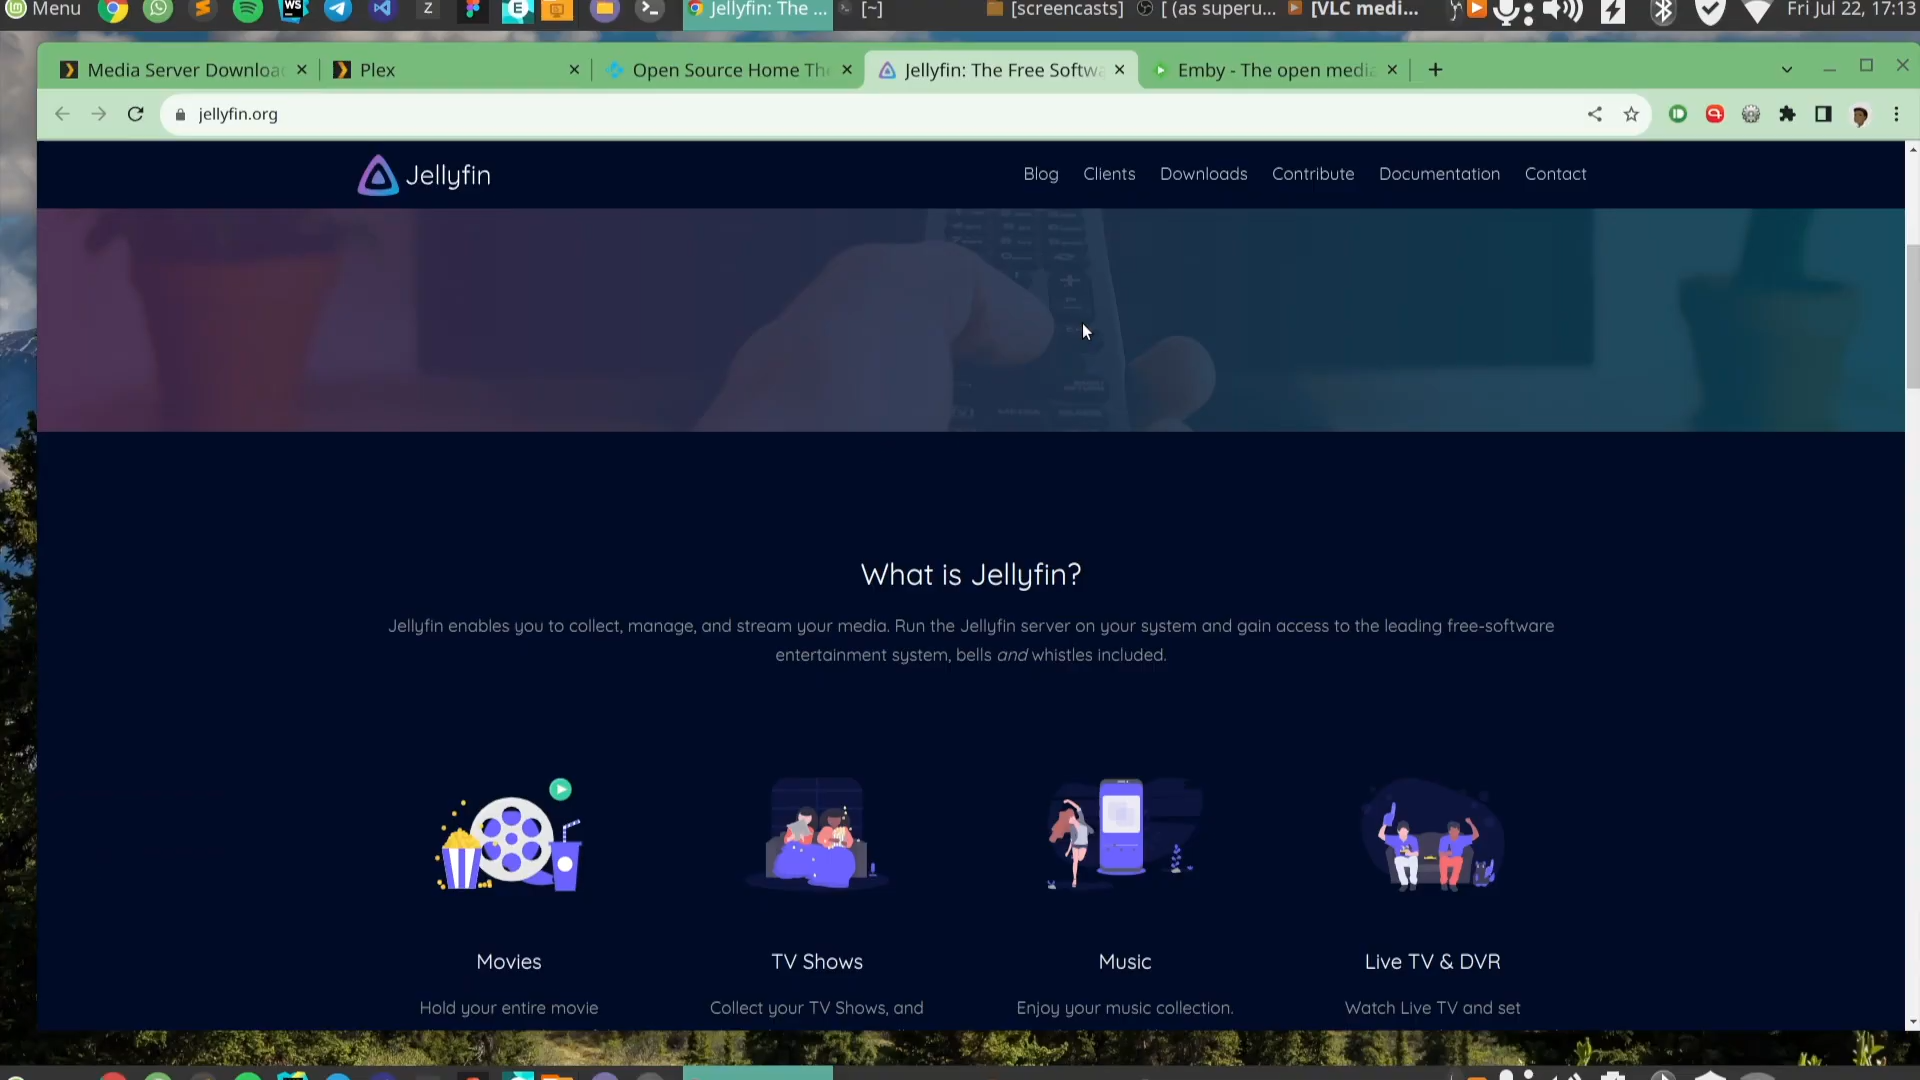 Menu
WS
Z
E
Jellyfin: The ...
[~]
[screencasts]
[ (as superu...
[VLC medi...
Fri Jul 22, 17:13
Media Server Downloa
Plex
Open Source Home The
Jellyfin: The Free Softwa
Emby - The open media
jellyfin.org
Jellyfin
Blog
Clients
Downloads
Contribute
Documentation
Contact
What is Jellyfin?
Jellyfin enables you to collect, manage, and stream your media. Run the Jellyfin server on your system and gain access to the leading free-software
entertainment system, bells and whistles included.
Movies
TV Shows
Music
Live TV & DVR
Hold your entire movie
Collect your TV Shows, and
Enjoy your music collection.
Watch Live TV and set